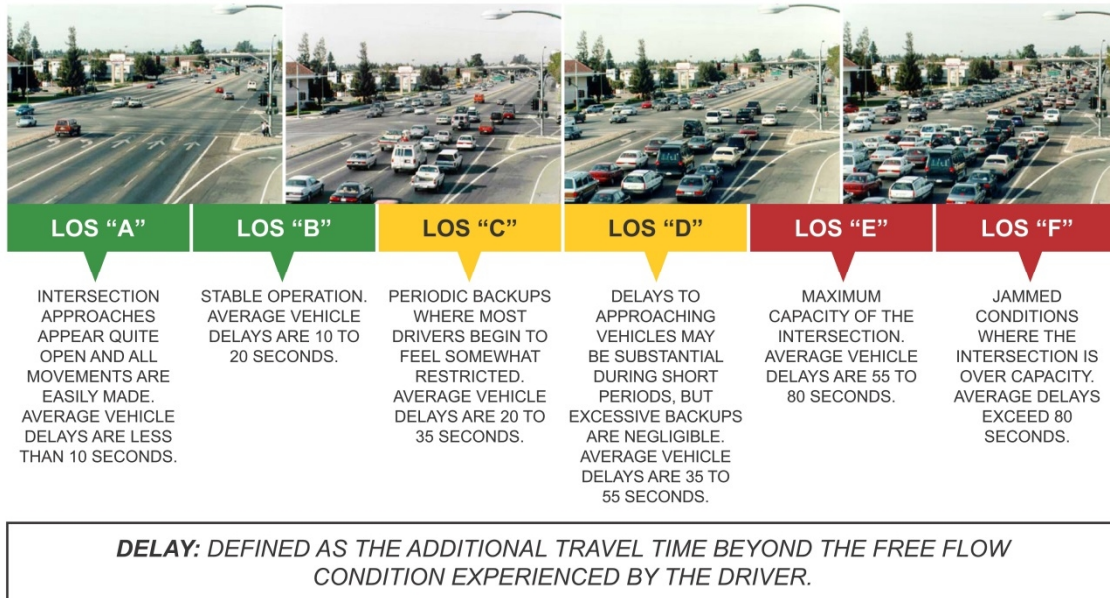 LOS “A”
LOS “B”
LOS “C”
LOS “D”
LOS “E”
LOS “F”
INTERSECTION
APPROACHES
APPEAR QUITE
OPEN AND ALL
MOVEMENTS ARE
EASILY MADE.
AVERAGE VEHICLE
DELAYS ARE LESS
THAN 10 SECONDS.
STABLE OPERATION.
AVERAGE VEHICLE
DELAYS ARE 10 TO
20 SECONDS.
PERIODIC BACKUPS
WHERE MOST
DRIVERS BEGIN TO
FEEL SOMEWHAT
RESTRICTED.
AVERAGE VEHICLE
DELAYS ARE 20 TO
35 SECONDS.
DELAYS TO
APPROACHING
VEHICLES MAY
BE SUBSTANTIAL
DURING SHORT
PERIODS, BUT
EXCESSIVE BACKUPS
ARE NEGLIGIBLE.
AVERAGE VEHICLE
DELAYS ARE 35 TO
55 SECONDS.
MAXIMUM
CAPACITY OF THE
INTERSECTION.
AVERAGE VEHICLE
DELAYS ARE 55 TO
80 SECONDS.
JAMMED
CONDITIONS
WHERE THE
INTERSECTION IS
OVER CAPACITY.
AVERAGE DELAYS
EXCEED 80
SECONDS.
DELAY: DEFINED AS THE ADDITIONAL TRAVEL TIME BEYOND THE FREE FLOW
CONDITION EXPERIENCED BY THE DRIVER.